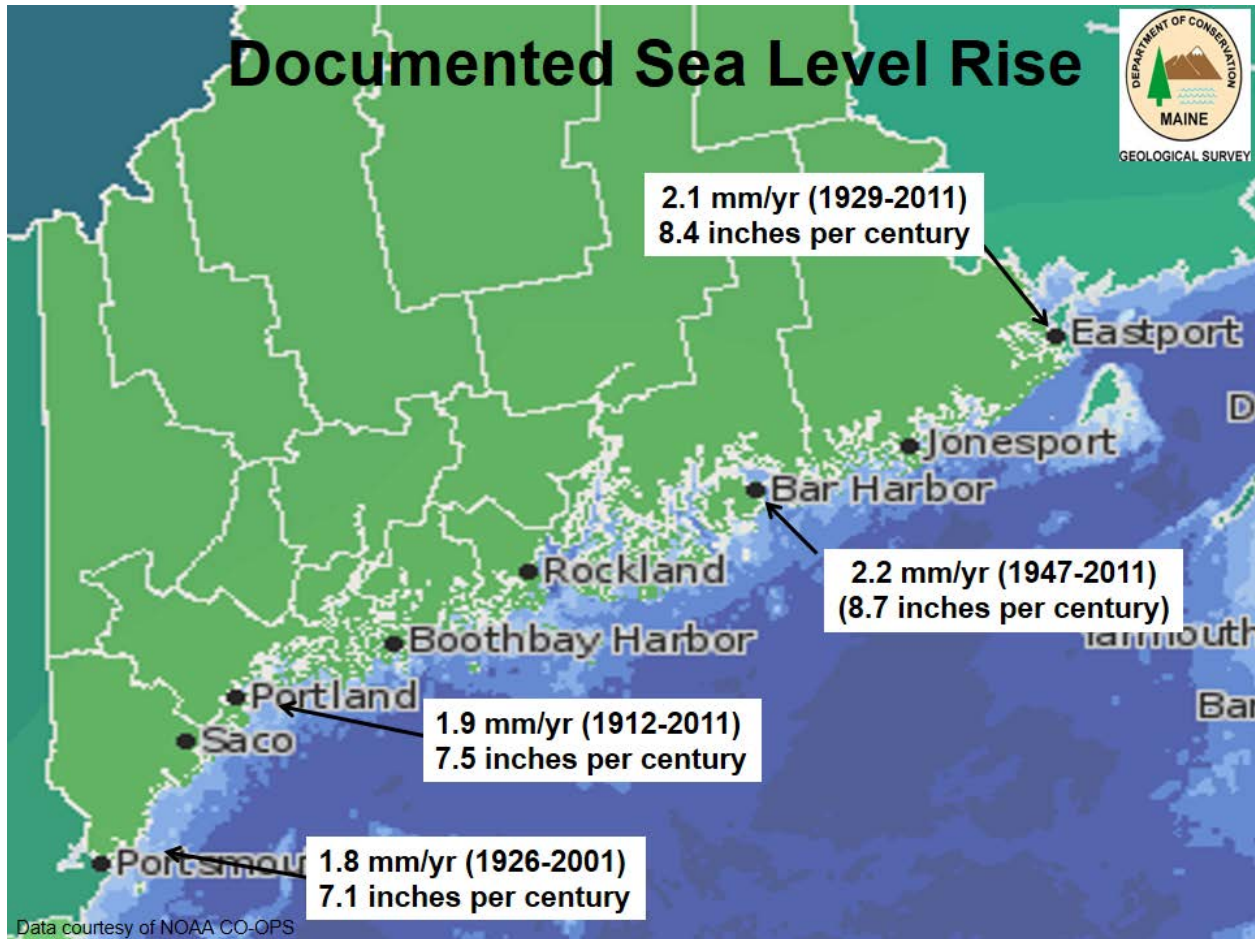 Documented Sea Level Rise
DEPARTMENT OF CONSERVATION
MAINE
GEOLOGICAL SURVEY
2.1 mm/yr (1929-2011)
8.4 inches per century
Eastport
Jonesport
Bar Harbor
2.2 mm/yr (1947-2011)
(8.7 inches per century)
Rockland
Boothbay Harbor
Portland
1.9 mm/yr (1912-2011)
7.5 inches per century
Saco
1.8 mm/yr (1926-2001)
7.1 inches per century
Data courtesy of NOAA CO-OPS